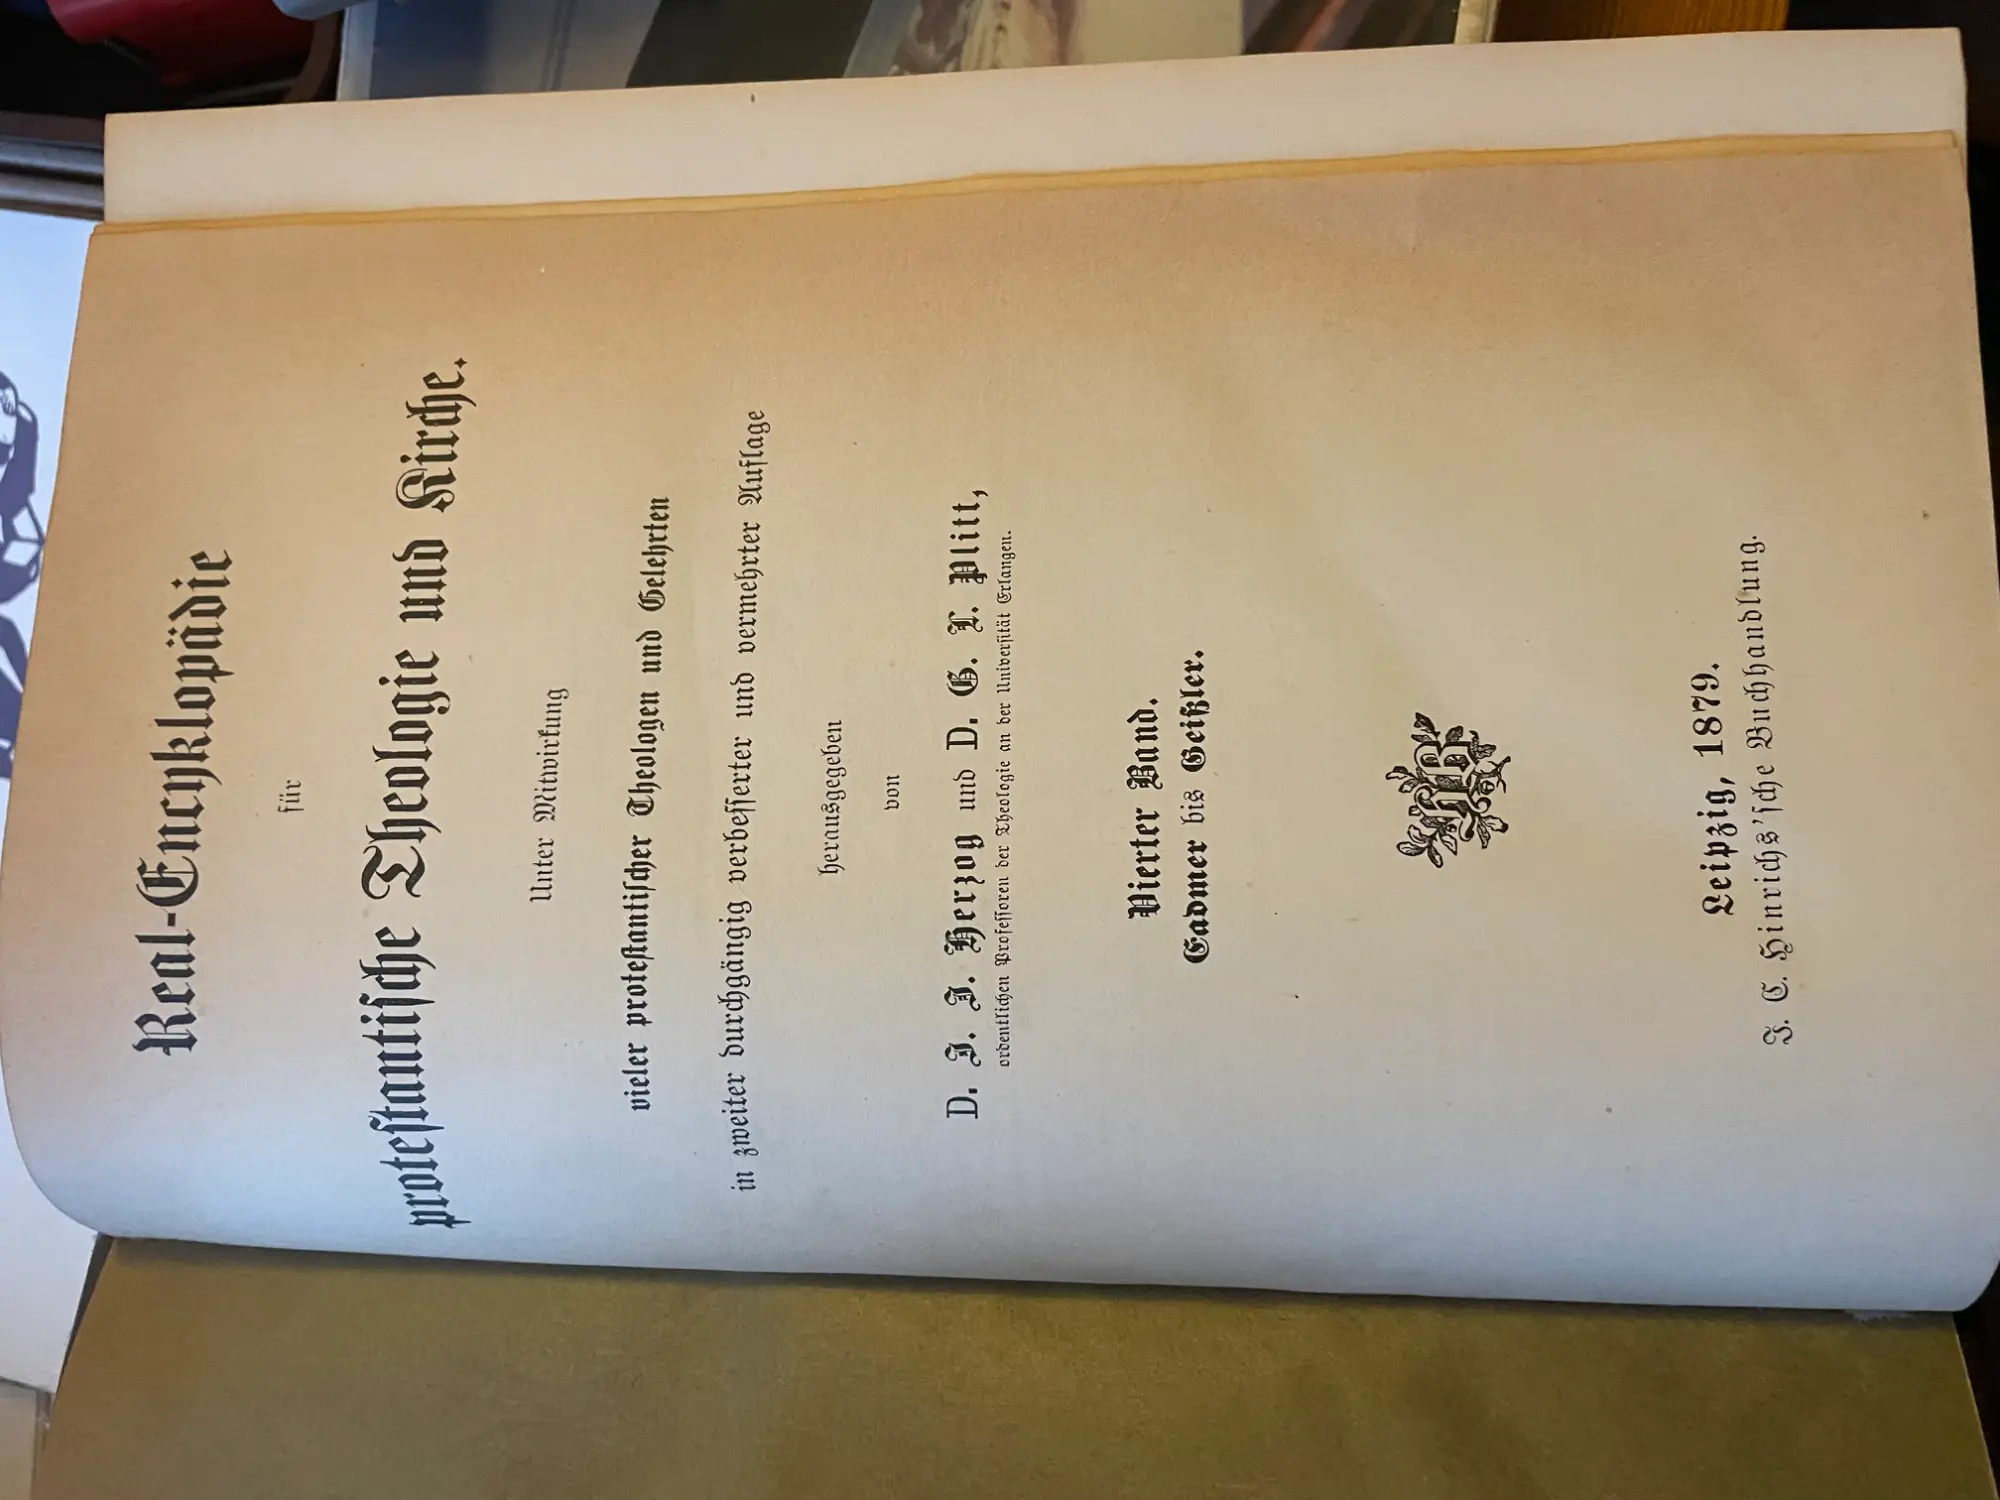 Real-Encyklopädie
für
protestantische Theologie und Kirche.
Unter Mitwirkung
vieler protestantischer Theologen und Gelehrten
in zweiter durchgängig verbesserter und vermehrter Auflage
herausgegeben
von
D. J. J. Herzog und D. G. L. Plitt,
ordentlichen Professoren der Theologie an der Universität Erlangen.
Vierter Band.
Cadmer bis Geißler.
Leipzig, 1879.
J. C. Hinrichs'sche Buchhandlung.